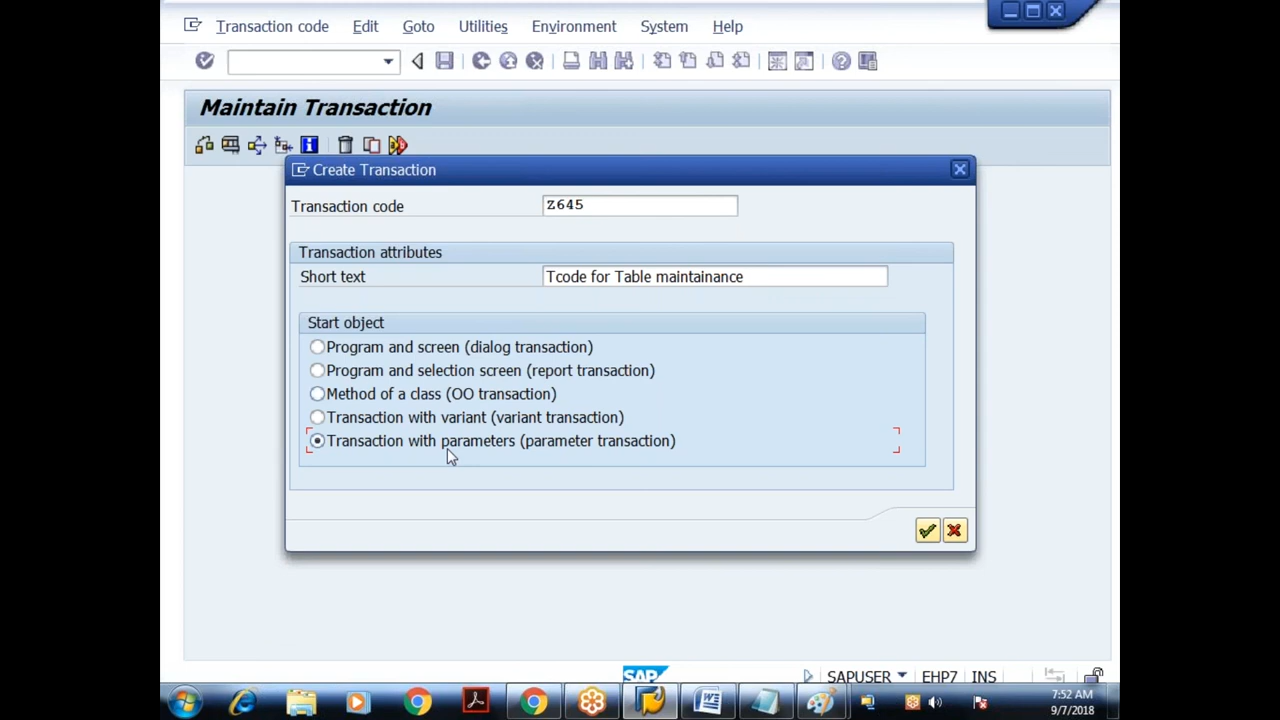 Transaction code Edit Goto Utilities Environment System Help
Maintain Transaction
Create Transaction
Transaction code Z645
Transaction attributes
Short text Tcode for Table maintainance
Start object
Program and screen (dialog transaction)
Program and selection screen (report transaction)
Method of a class (OO transaction)
Transaction with variant (variant transaction)
Transaction with parameters (parameter transaction)
SAP SAPUSER EHP7 INS
7:52 AM
9/7/2018